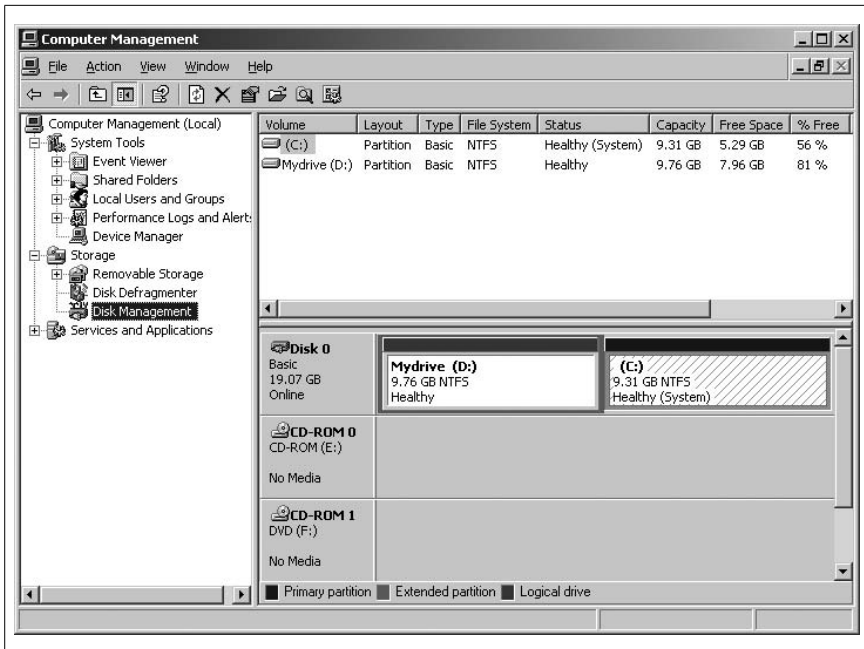 Computer Management
File Action View Window Help
Computer Management (Local)
System Tools
Event Viewer
Shared Folders
Local Users and Groups
Performance Logs and Alert:
Device Manager
Storage
Removable Storage
Disk Defragmenter
Disk Management
Services and Applications
Volume Layout Type File System Status Capacity Free Space % Free
(C:) Partition Basic NTFS Healthy (System) 9.31 GB 5.29 GB 56 %
Mydrive (D:) Partition Basic NTFS Healthy 9.76 GB 7.96 GB 81 %
Disk 0
Basic
19.07 GB
Online
Mydrive (D:)
9.76 GB NTFS
Healthy
(C:)
9.31 GB NTFS
Healthy (System)
CD-ROM 0
CD-ROM (E:)
No Media
CD-ROM 1
DVD (F:)
No Media
Primary partition Extended partition Logical drive